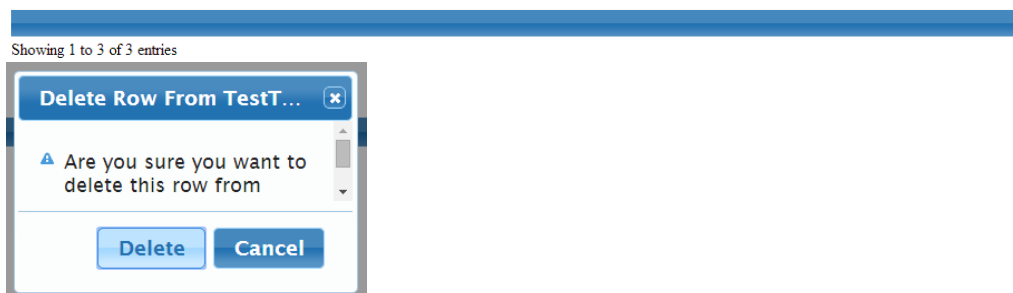 Showing 1 to 3 of 3 entries
Delete Row From TestT...
Are you sure you want to
delete this row from
Delete Cancel